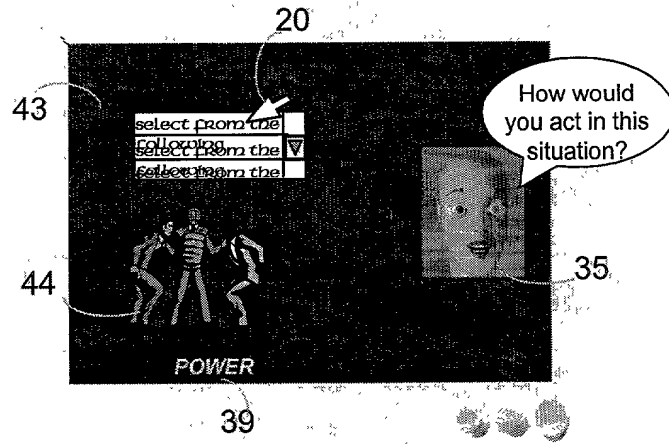 20
43
How would
you act in this
situation?
select from the
following
select from the
following
select from the
35
44
POWER
39